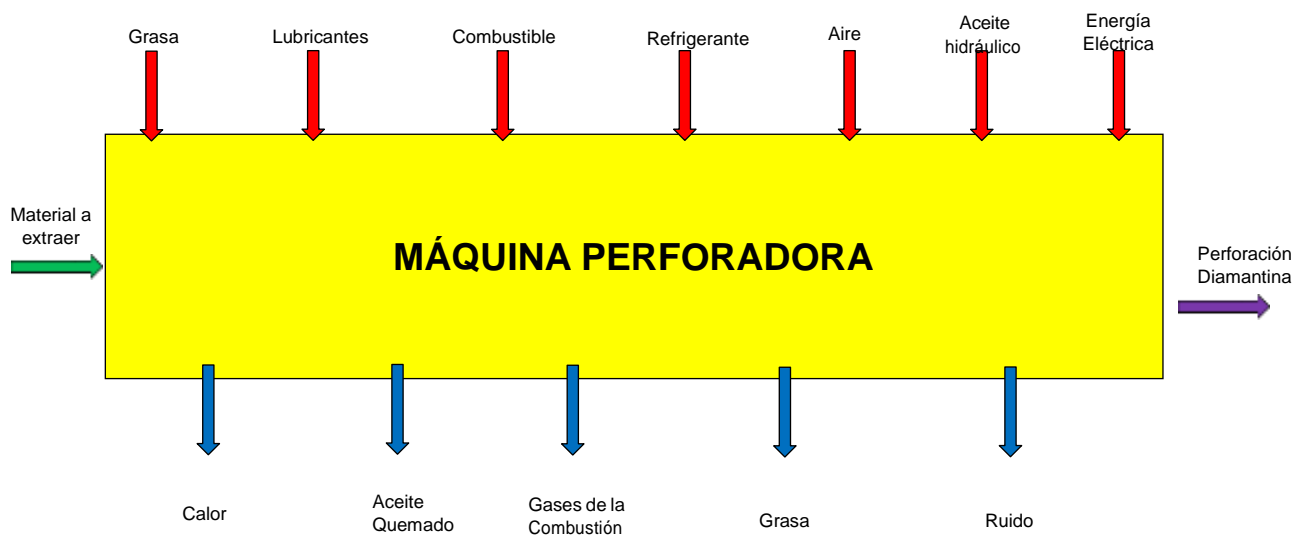 Grasa
Lubricantes
Combustible
Refrigerante
Aire
Aceite
hidráulico
Energía
Eléctrica
Material a
extraer
MÁQUINA PERFORADORA
Perforación
Diamantina
Calor
Aceite
Quemado
Gases de la
Combustión
Grasa
Ruido